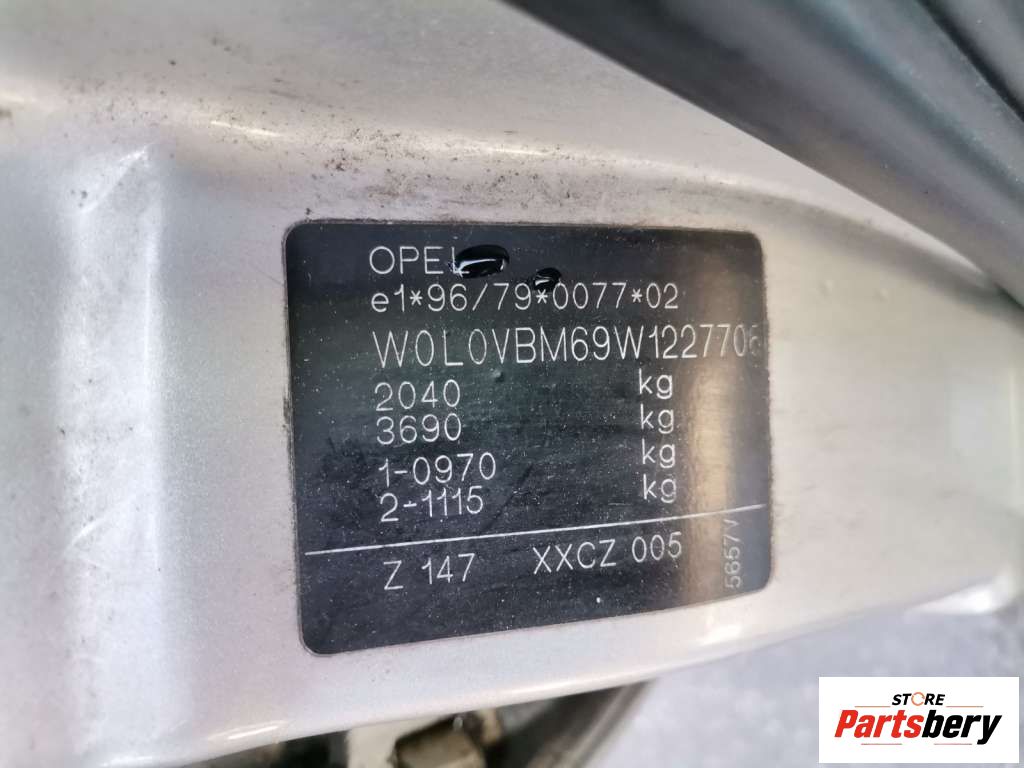 OPEL
e1*96/79*0077*02
W0L0VBM69W1227706
2040 kg
3690 kg
1-0970 kg
2-1115 kg
Z 147 XXCZ 005
5657V
STORE
Partsbery